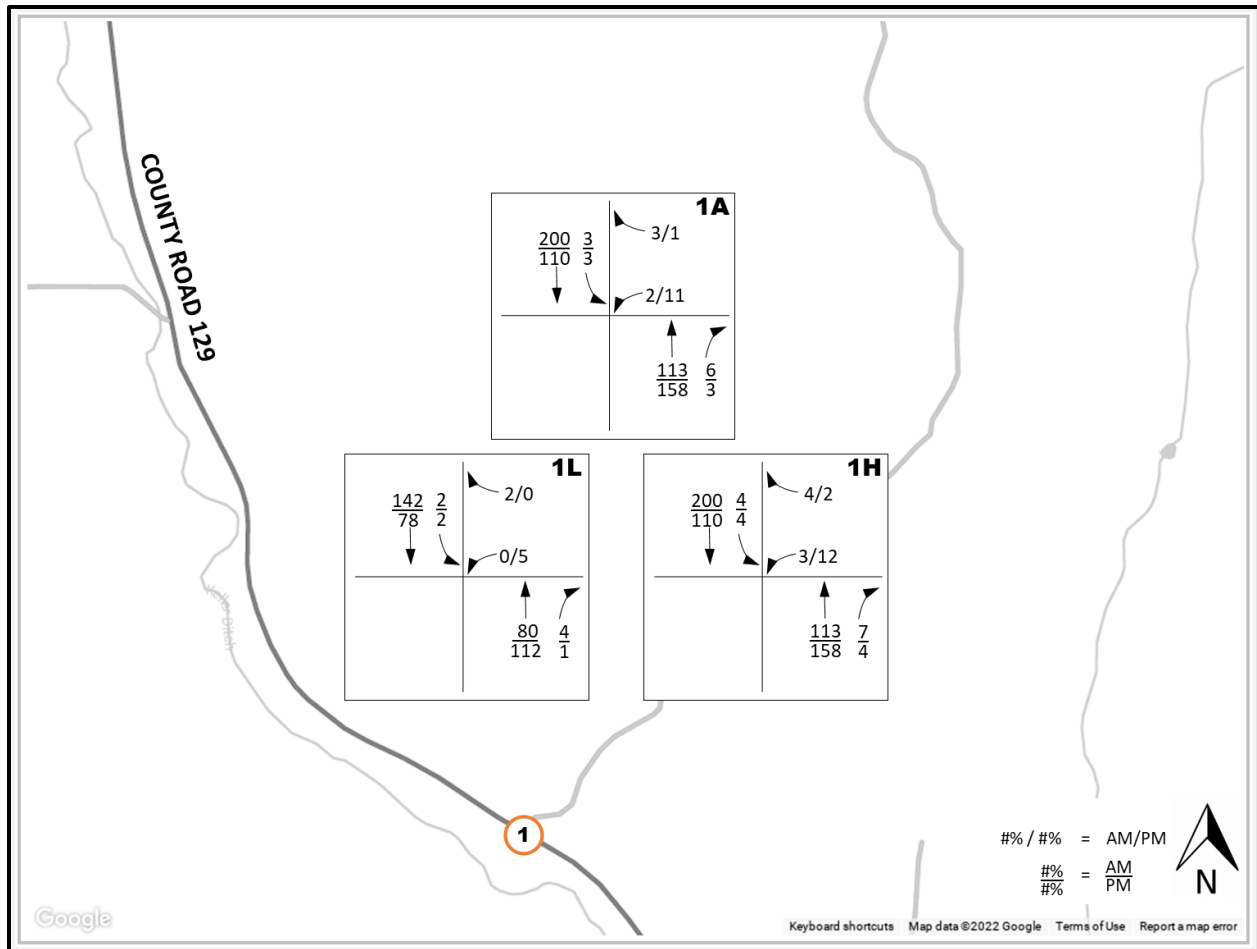 COUNTY ROAD 129
1A
200 3
110 3
3/1
2/11
113 6
158 3
1L
142 2
78 2
2/0
0/5
80 4
112 1
1H
200 4
110 4
4/2
3/12
113 7
158 4
Keller Ditch
1
#% / #% = AM/PM
#% = AM
#% PM
N
Google
Keyboard shortcuts Map data ©2022 Google Terms of Use Report a map error